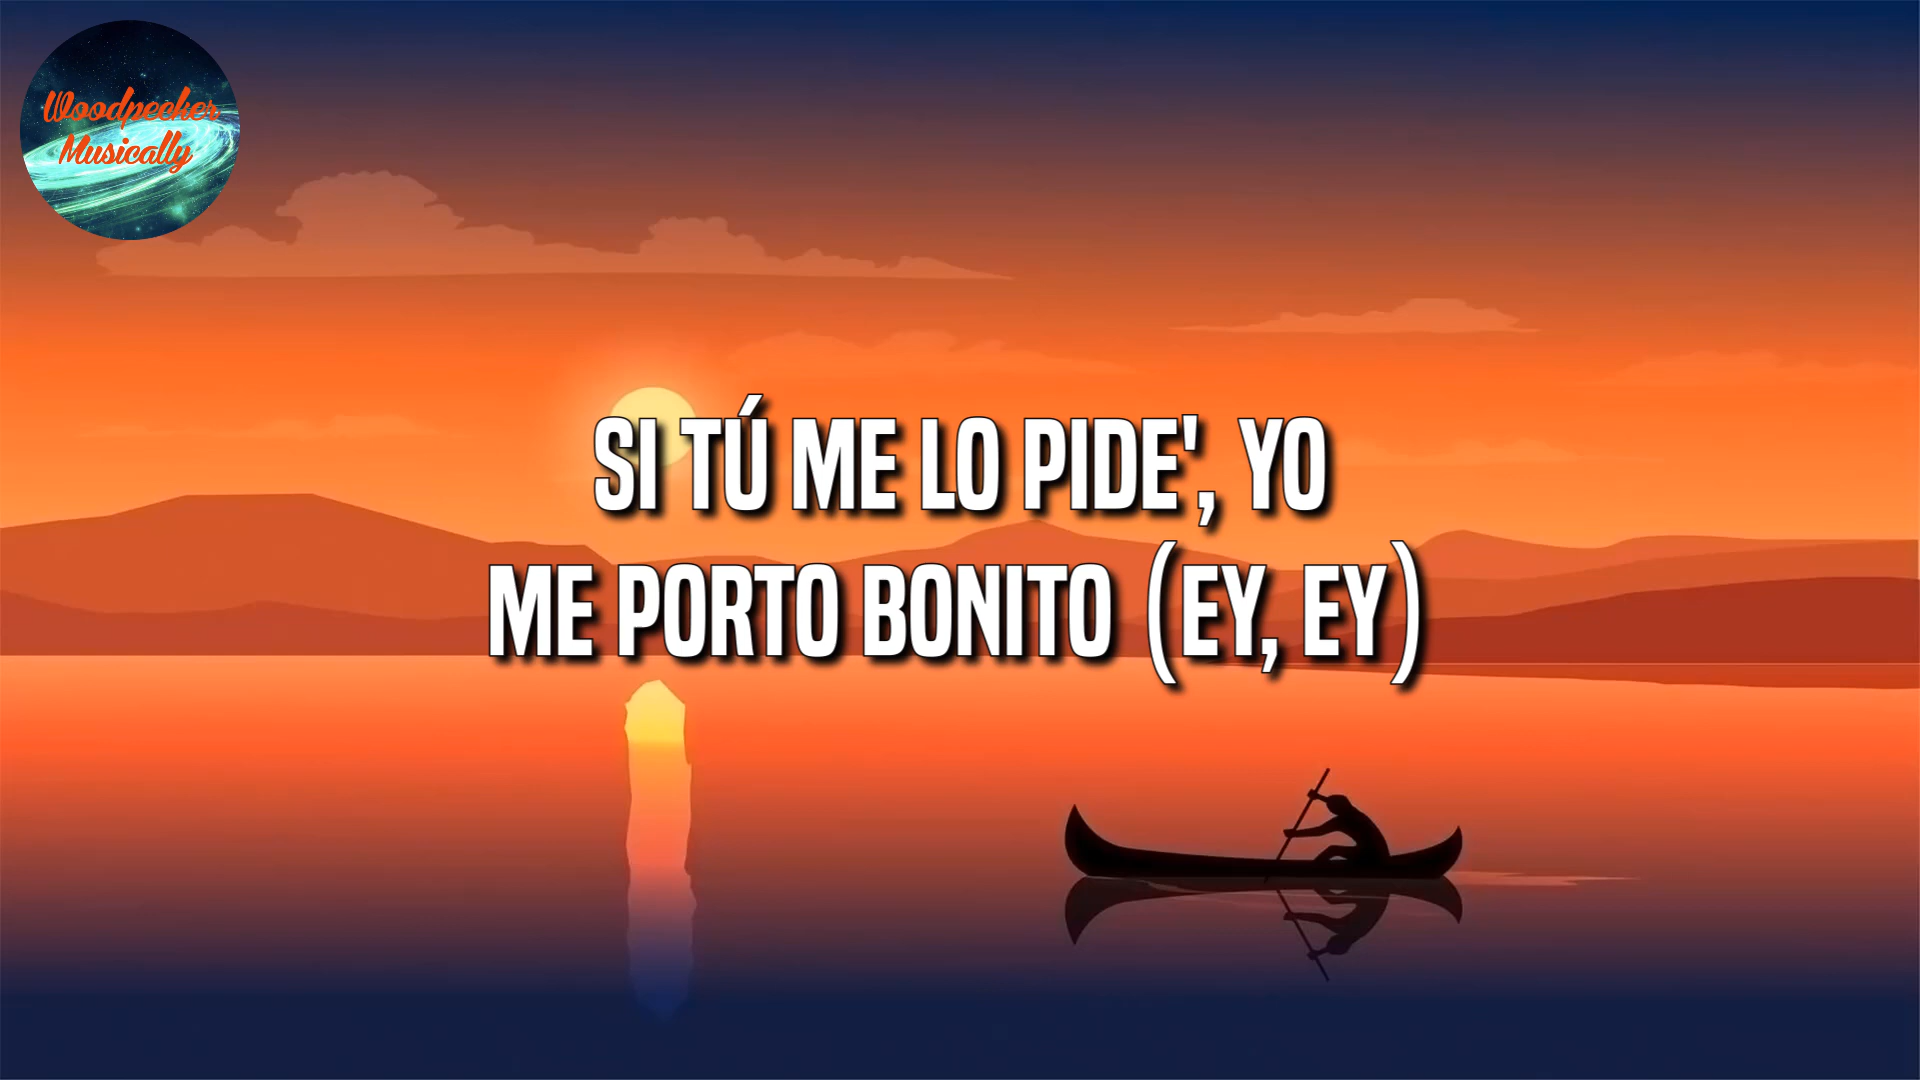 Woodpecker
Musically
SI TÚ ME LO PIDE', YO
ME PORTO BONITO (EY, EY)